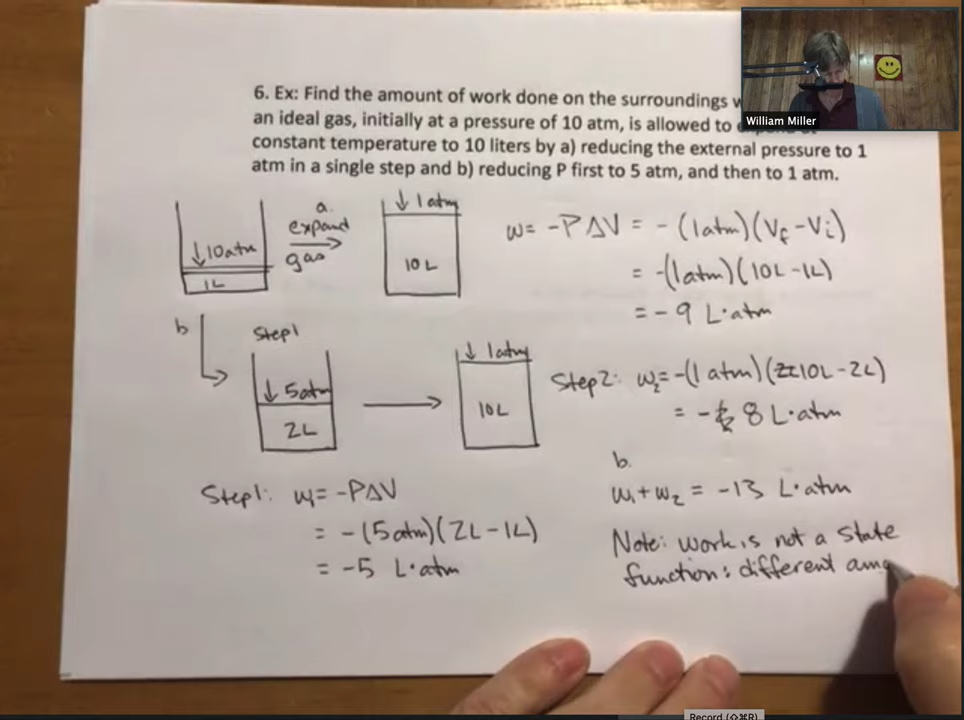 6. Ex: Find the amount of work done on the surroundings
an ideal gas, initially at a pressure of 10 atm, is allowed to
constant temperature to 10 liters by a) reducing the external pressure to 1
atm in a single step and b) reducing P first to 5 atm, and then to 1 atm.
William Miller
↓10atm
1L
a.
expand
→
gas
↓1atm
10L
w = -PΔV = -(1atm)(Vf-Vi)
= -(1atm)(10L-1L)
= -9 L·atm
b
Step1
↓5atm
2L
→
↓1atm
10L
Step2: w₂=-(1atm)(10L-2L)
= - 8 L·atm
Step1: w₁=-PΔV
= -(5atm)(2L-1L)
= -5 L·atm
b.
w₁+w₂ = -13 L·atm
Note: work is not a state
function: different
Record (⇧⌘R)